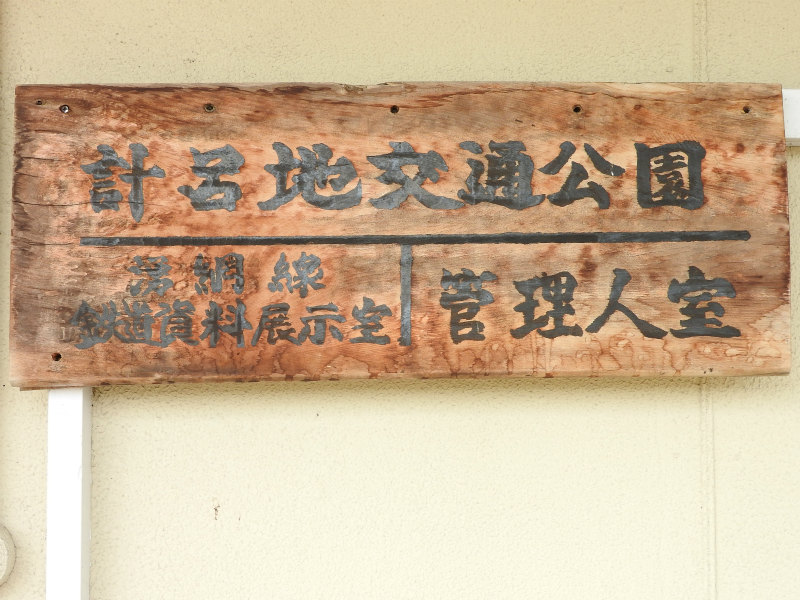 計呂地交通公園
湧網線
鉄道資料展示室
管理人室